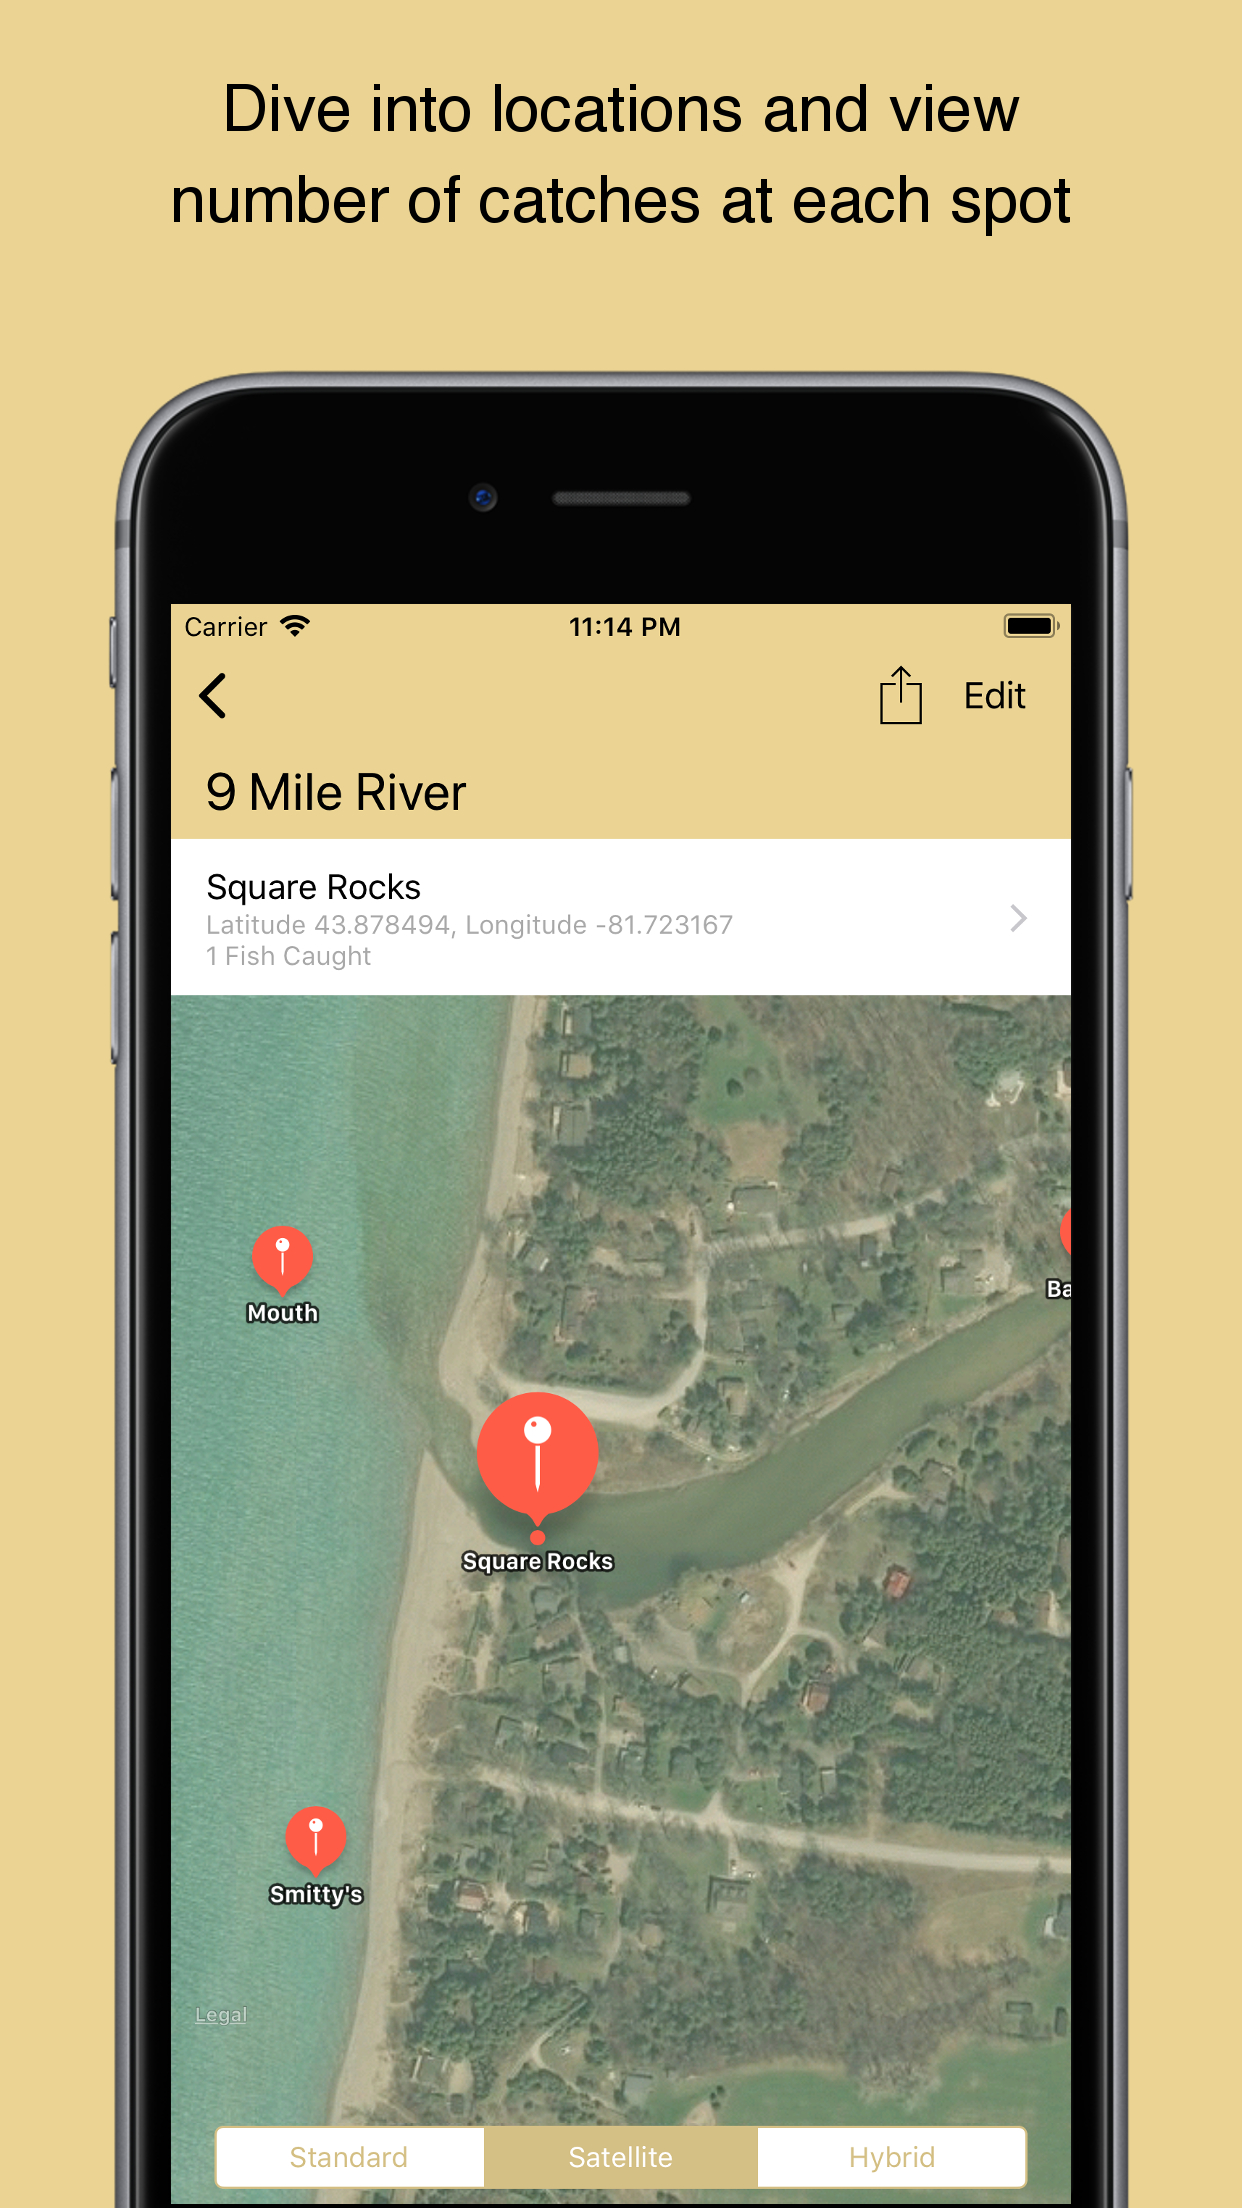 Dive into locations and view
number of catches at each spot
Carrier 11:14 PM
Edit
9 Mile River
Square Rocks
Latitude 43.878494, Longitude -81.723167
1 Fish Caught
Mouth
Ba
Square Rocks
Smitty's
Legal
Standard Satellite Hybrid